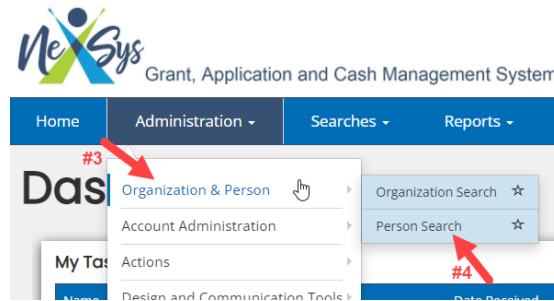 NexSys
Grant, Application and Cash Management System
Home Administration Searches Reports
#3
Das
Organization & Person Organization Search
Account Administration Person Search
My Tas Actions #4
Name Design and Communication Tools Date Received